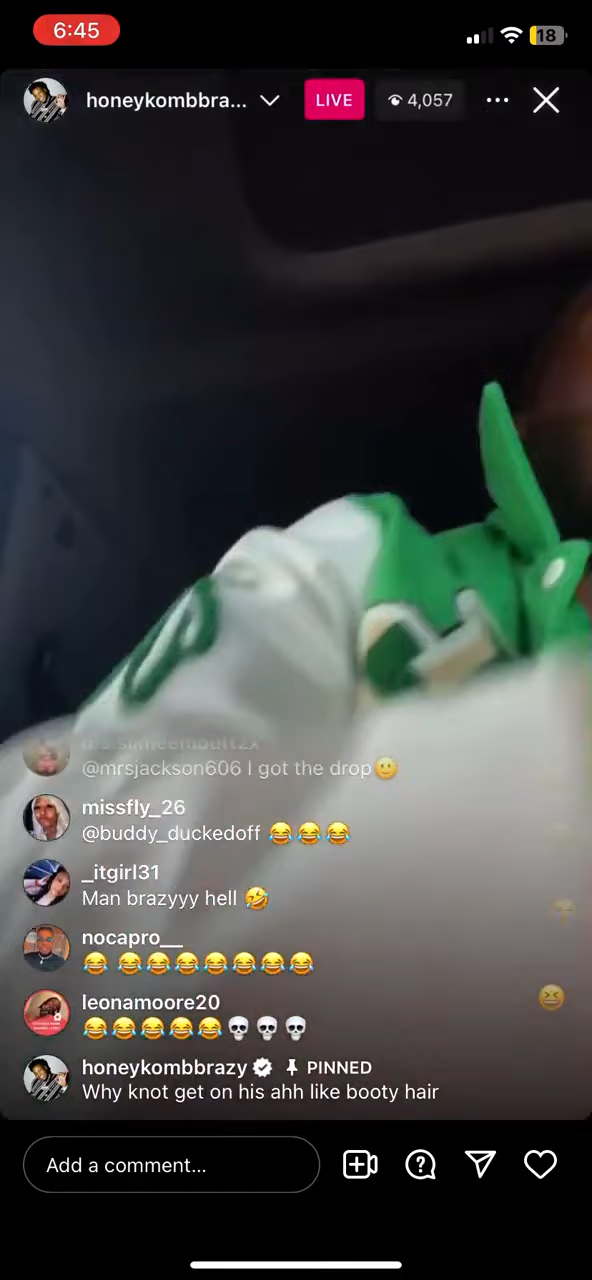 6:45
18
honeykombbra...
LIVE
4,057
@mrsjackson606 I got the drop🙂
missfly_26
@buddy_duckedoff 😂😂😂
_itgirl31
Man brazyyy hell 🤣
nocapro__
😂 😂😂😂😂😂😂😂
leonamoore20
😂😂😂😂😂💀💀💀
honeykombbrazy PINNED
Why knot get on his ahh like booty hair
Add a comment...